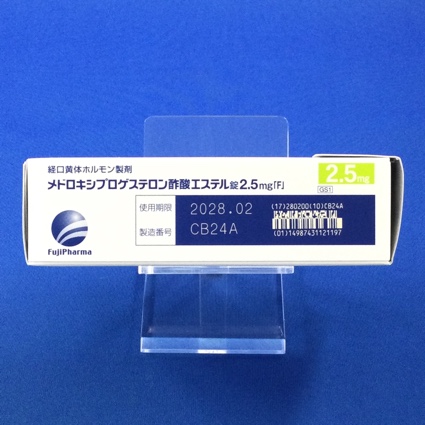 経口黄体ホルモン製剤
メドロキシプロゲステロン酢酸エステル錠2.5mg「F」
2.5mg
GS1
使用期限 2028.02
製造番号 CB24A
(17)280200(10)CB24A
(01)14987431121197
FujiPharma